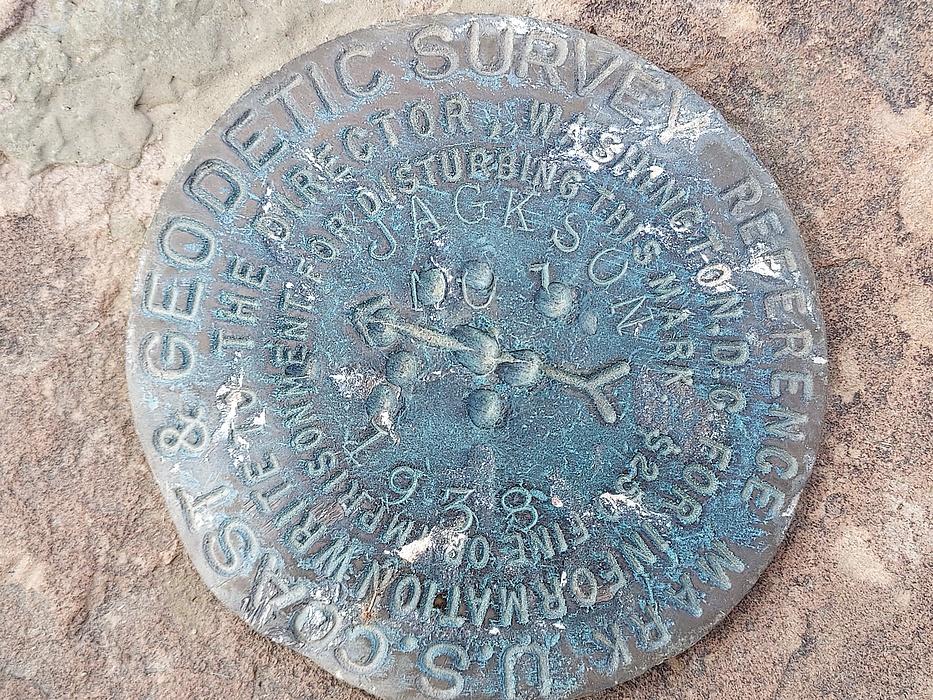 U.S. COAST & GEODETIC SURVEY REFERENCE MARK
FOR INFORMATION WRITE TO THE DIRECTOR, WASHINGTON, D.C.
$250 FINE OR IMPRISONMENT FOR DISTURBING THIS MARK
JACKSON
NO 1
1938